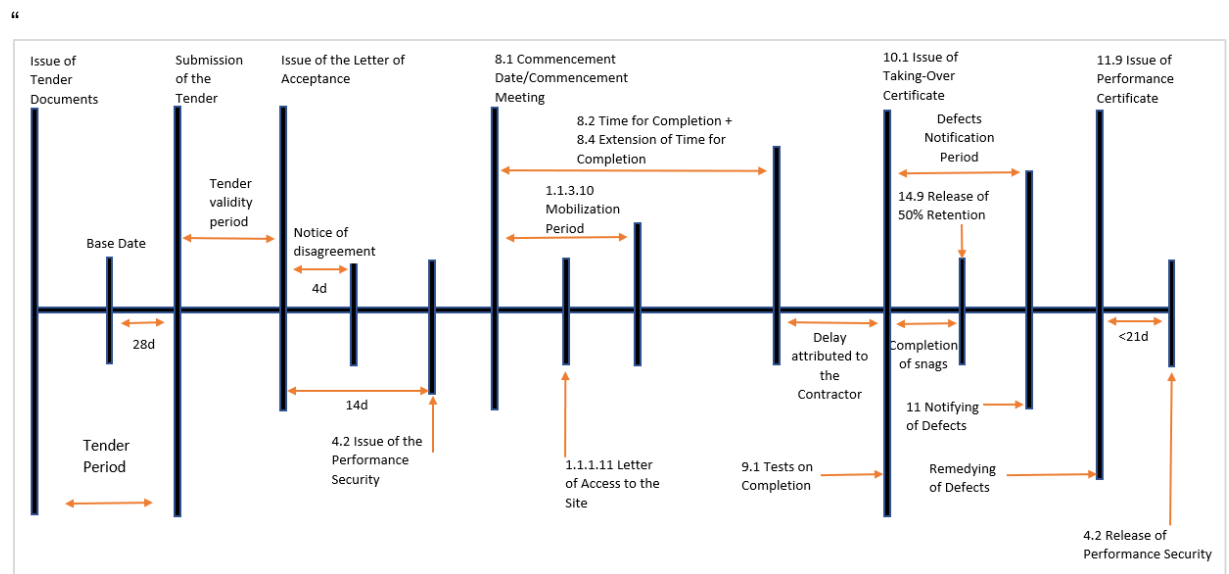 “
Issue of
Tender
Documents
Submission
of the
Tender
Issue of the Letter of
Acceptance
8.1 Commencement
Date/Commencement
Meeting
10.1 Issue of
Taking-Over
Certificate
11.9 Issue of
Performance
Certificate
8.2 Time for Completion +
8.4 Extension of Time for
Completion
Defects
Notification
Period
Tender
validity
period
1.1.3.10
Mobilization
Period
14.9 Release of
50% Retention
Base Date
Notice of
disagreement
4d
28d
Delay
attributed to
the
Contractor
Completion
of snags
<21d
14d
Tender
Period
4.2 Issue of the
Performance
Security
1.1.1.11 Letter
of Access to the
Site
9.1 Tests on
Completion
11 Notifying
of Defects
Remedying
of Defects
4.2 Release of
Performance Security